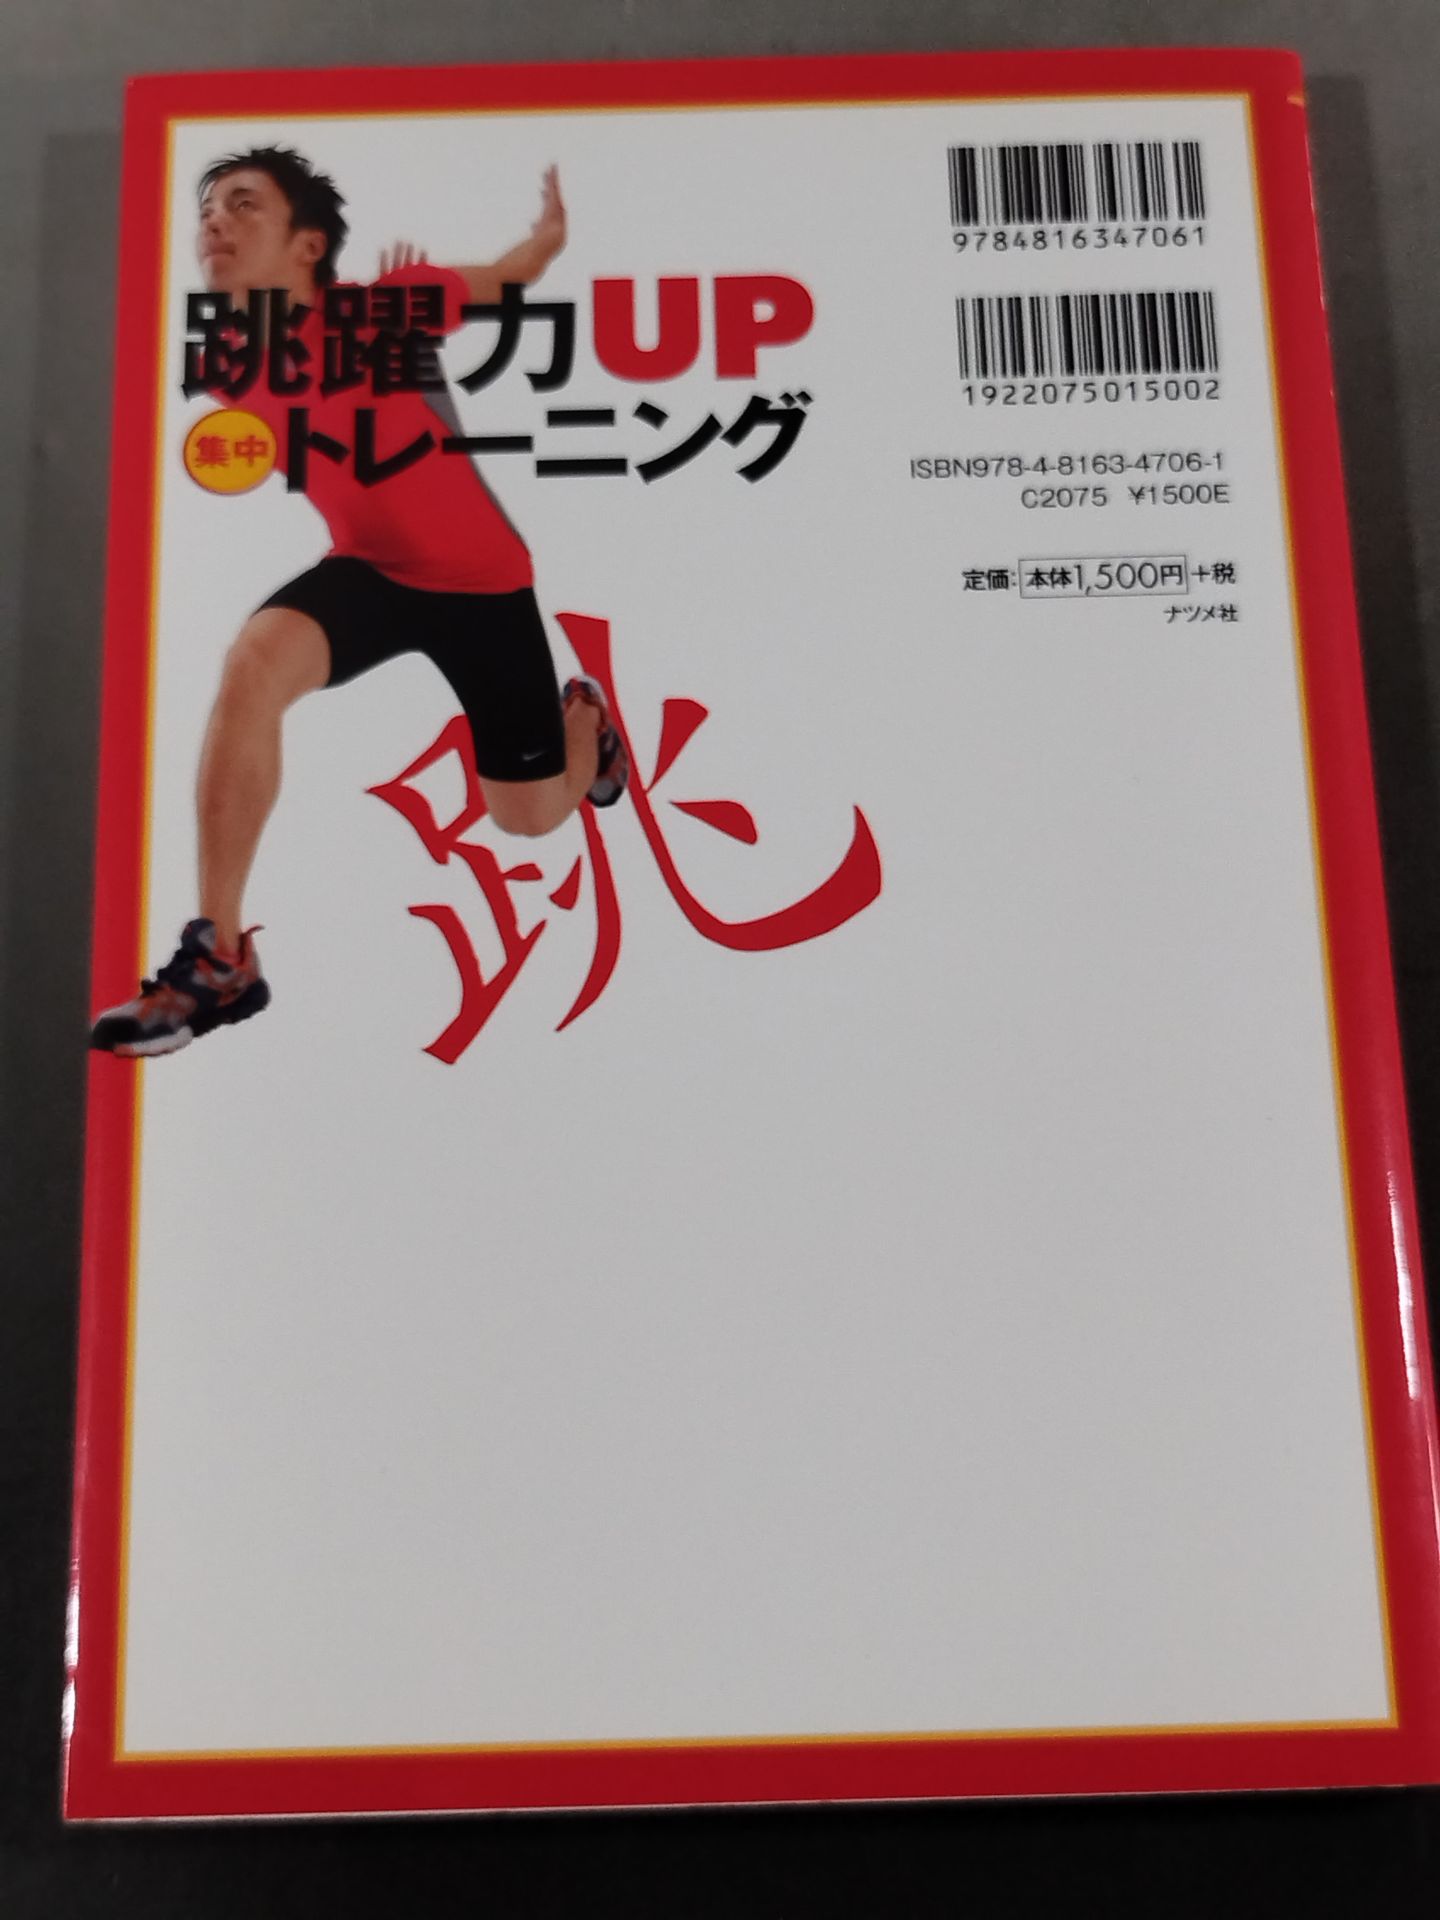 跳躍力UP
集中トレーニング
跳
9784816347061
1922075015002
ISBN978-4-8163-4706-1
C2075 ¥1500E
定価:本体1,500円+税
ナツメ社